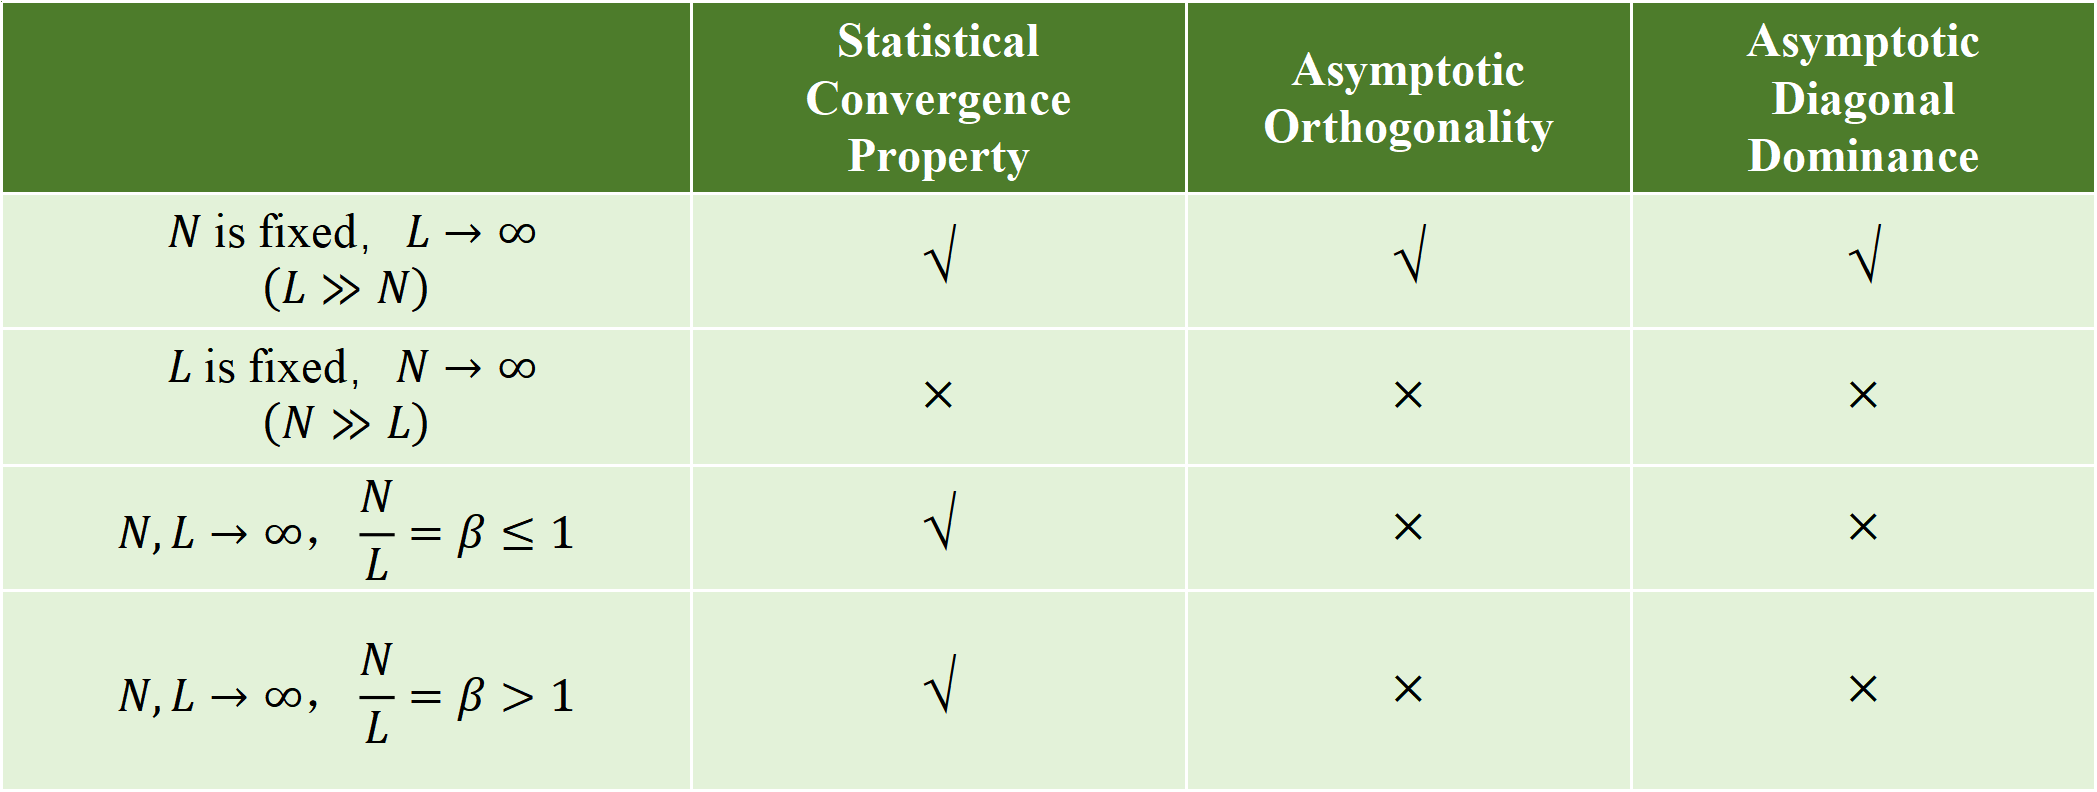 Statistical
Convergence
Property
Asymptotic
Orthogonality
Asymptotic
Diagonal
Dominance
N is fixed, L → ∞
(L ≫ N)
√ √ √
L is fixed, N → ∞
(N ≫ L)
× × ×
N, L → ∞, N/L = β ≤ 1
√ × ×
N, L → ∞, N/L = β > 1
√ × ×